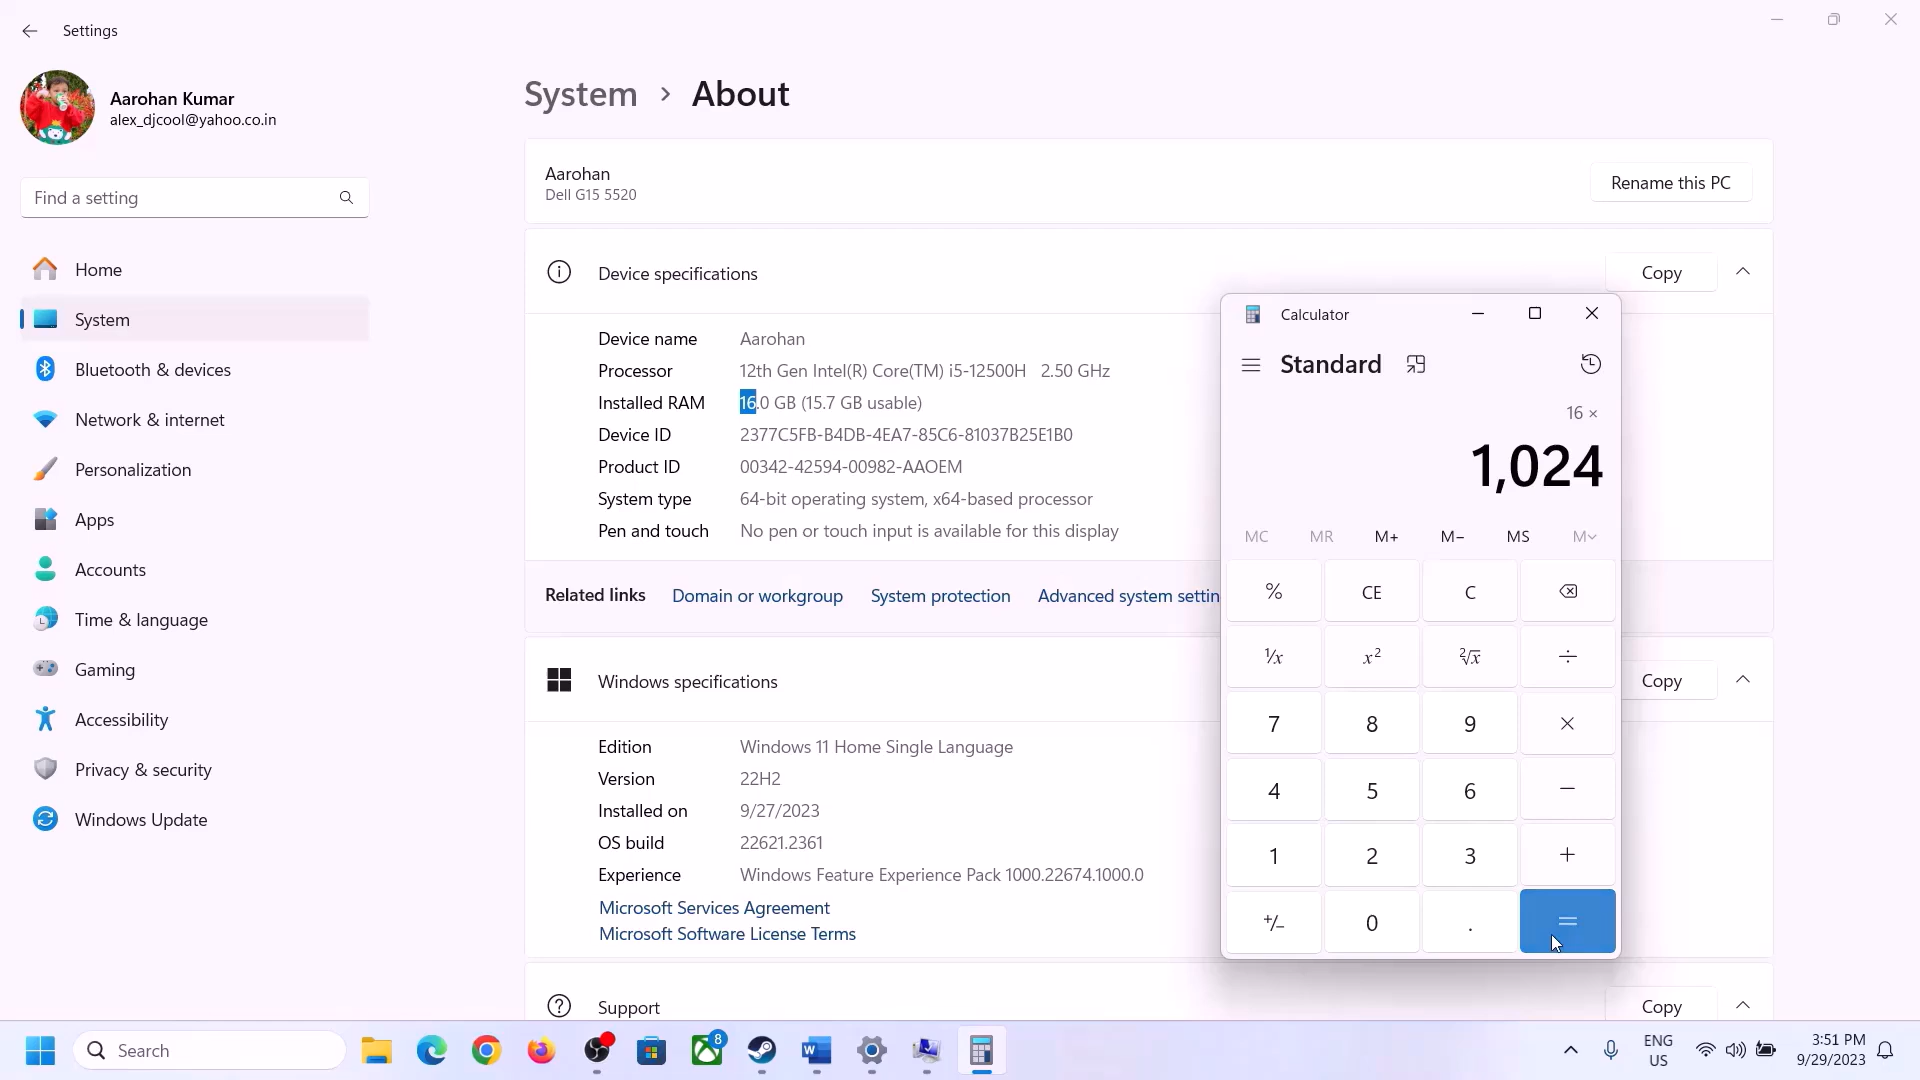 Settings
Aarohan Kumar
alex_djcool@yahoo.co.in
Find a setting
Home
System
Bluetooth & devices
Network & internet
Personalization
Apps
Accounts
Time & language
Gaming
Accessibility
Privacy & security
Windows Update
System > About
Aarohan
Dell G15 5520
Rename this PC
Device specifications
Copy
Device name Aarohan
Processor 12th Gen Intel(R) Core(TM) i5-12500H 2.50 GHz
Installed RAM 16.0 GB (15.7 GB usable)
Device ID 2377C5FB-B4DB-4EA7-85C6-81037B25E1B0
Product ID 00342-42594-00982-AAOEM
System type 64-bit operating system, x64-based processor
Pen and touch No pen or touch input is available for this display
Related links Domain or workgroup System protection Advanced system settin
Windows specifications
Copy
Edition Windows 11 Home Single Language
Version 22H2
Installed on 9/27/2023
OS build 22621.2361
Experience Windows Feature Experience Pack 1000.22674.1000.0
Microsoft Services Agreement
Microsoft Software License Terms
Support
Copy
Calculator
Standard
16 ×
1,024
MC MR M+ M− MS M
% CE C
¹/x x² ²√x ÷
7 8 9 ×
4 5 6 −
1 2 3 +
+/− 0 . =
Search
8
ENG
US
3:51 PM
9/29/2023